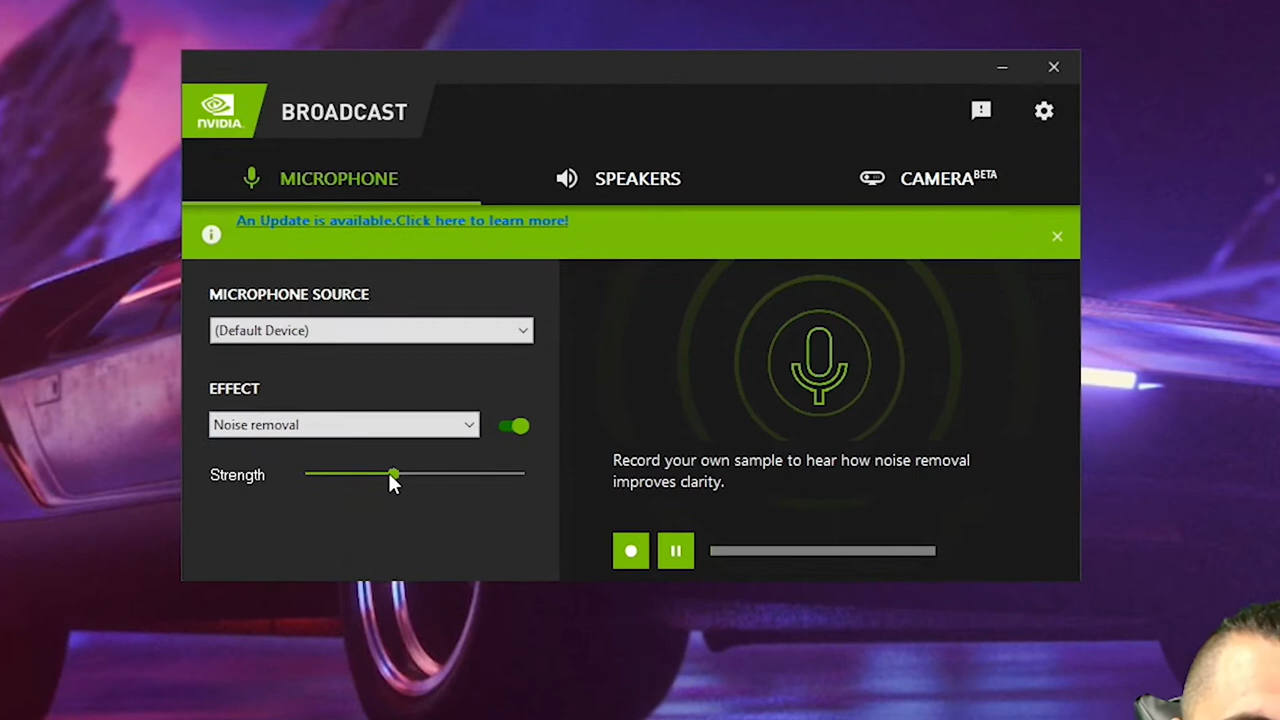 NVIDIA.
BROADCAST
MICROPHONE
SPEAKERS
CAMERA BETA
An Update is available.Click here to learn more!
MICROPHONE SOURCE
(Default Device)
EFFECT
Noise removal
Strength
Record your own sample to hear how noise removal
improves clarity.